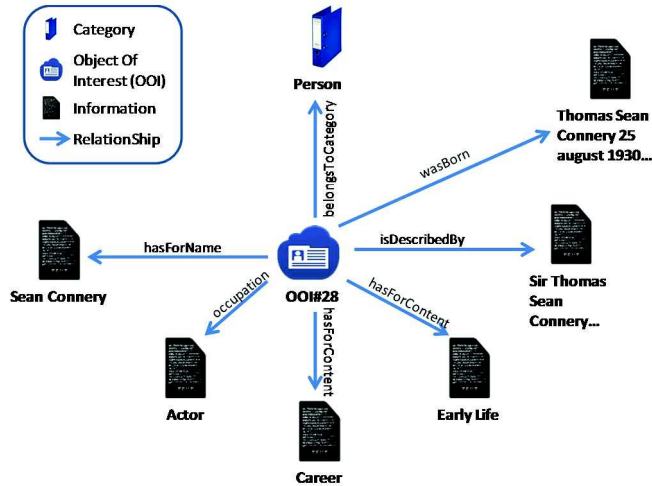 Category
Object Of
Interest (OOI)
Information
RelationShip
Person
Thomas Sean
Connery 25
august 1930...
belongsToCategory
wasBorn
hasForName
isDescribedBy
Sean Connery
OOI#28
Sir Thomas
Sean
Connery...
occupation
hasForContent
hasForContent
Actor
Early Life
Career